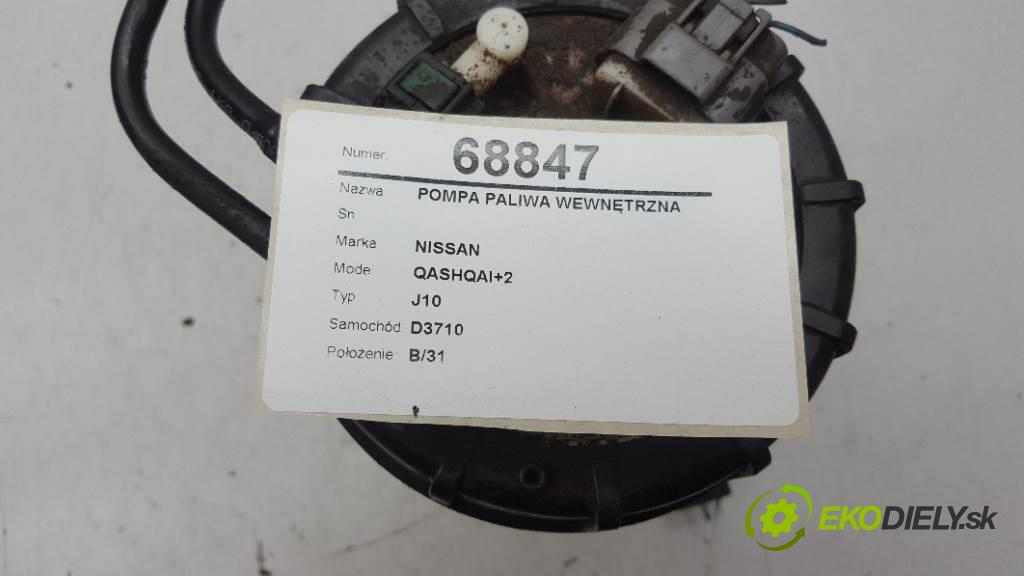 Numer: 68847
Nazwa POMPA PALIWA WEWNĘTRZNA
Sn
Marka NISSAN
Model QASHQAI+2
Typ J10
Samochód: D3710
Położenie: B/31
EKODIELY.sk